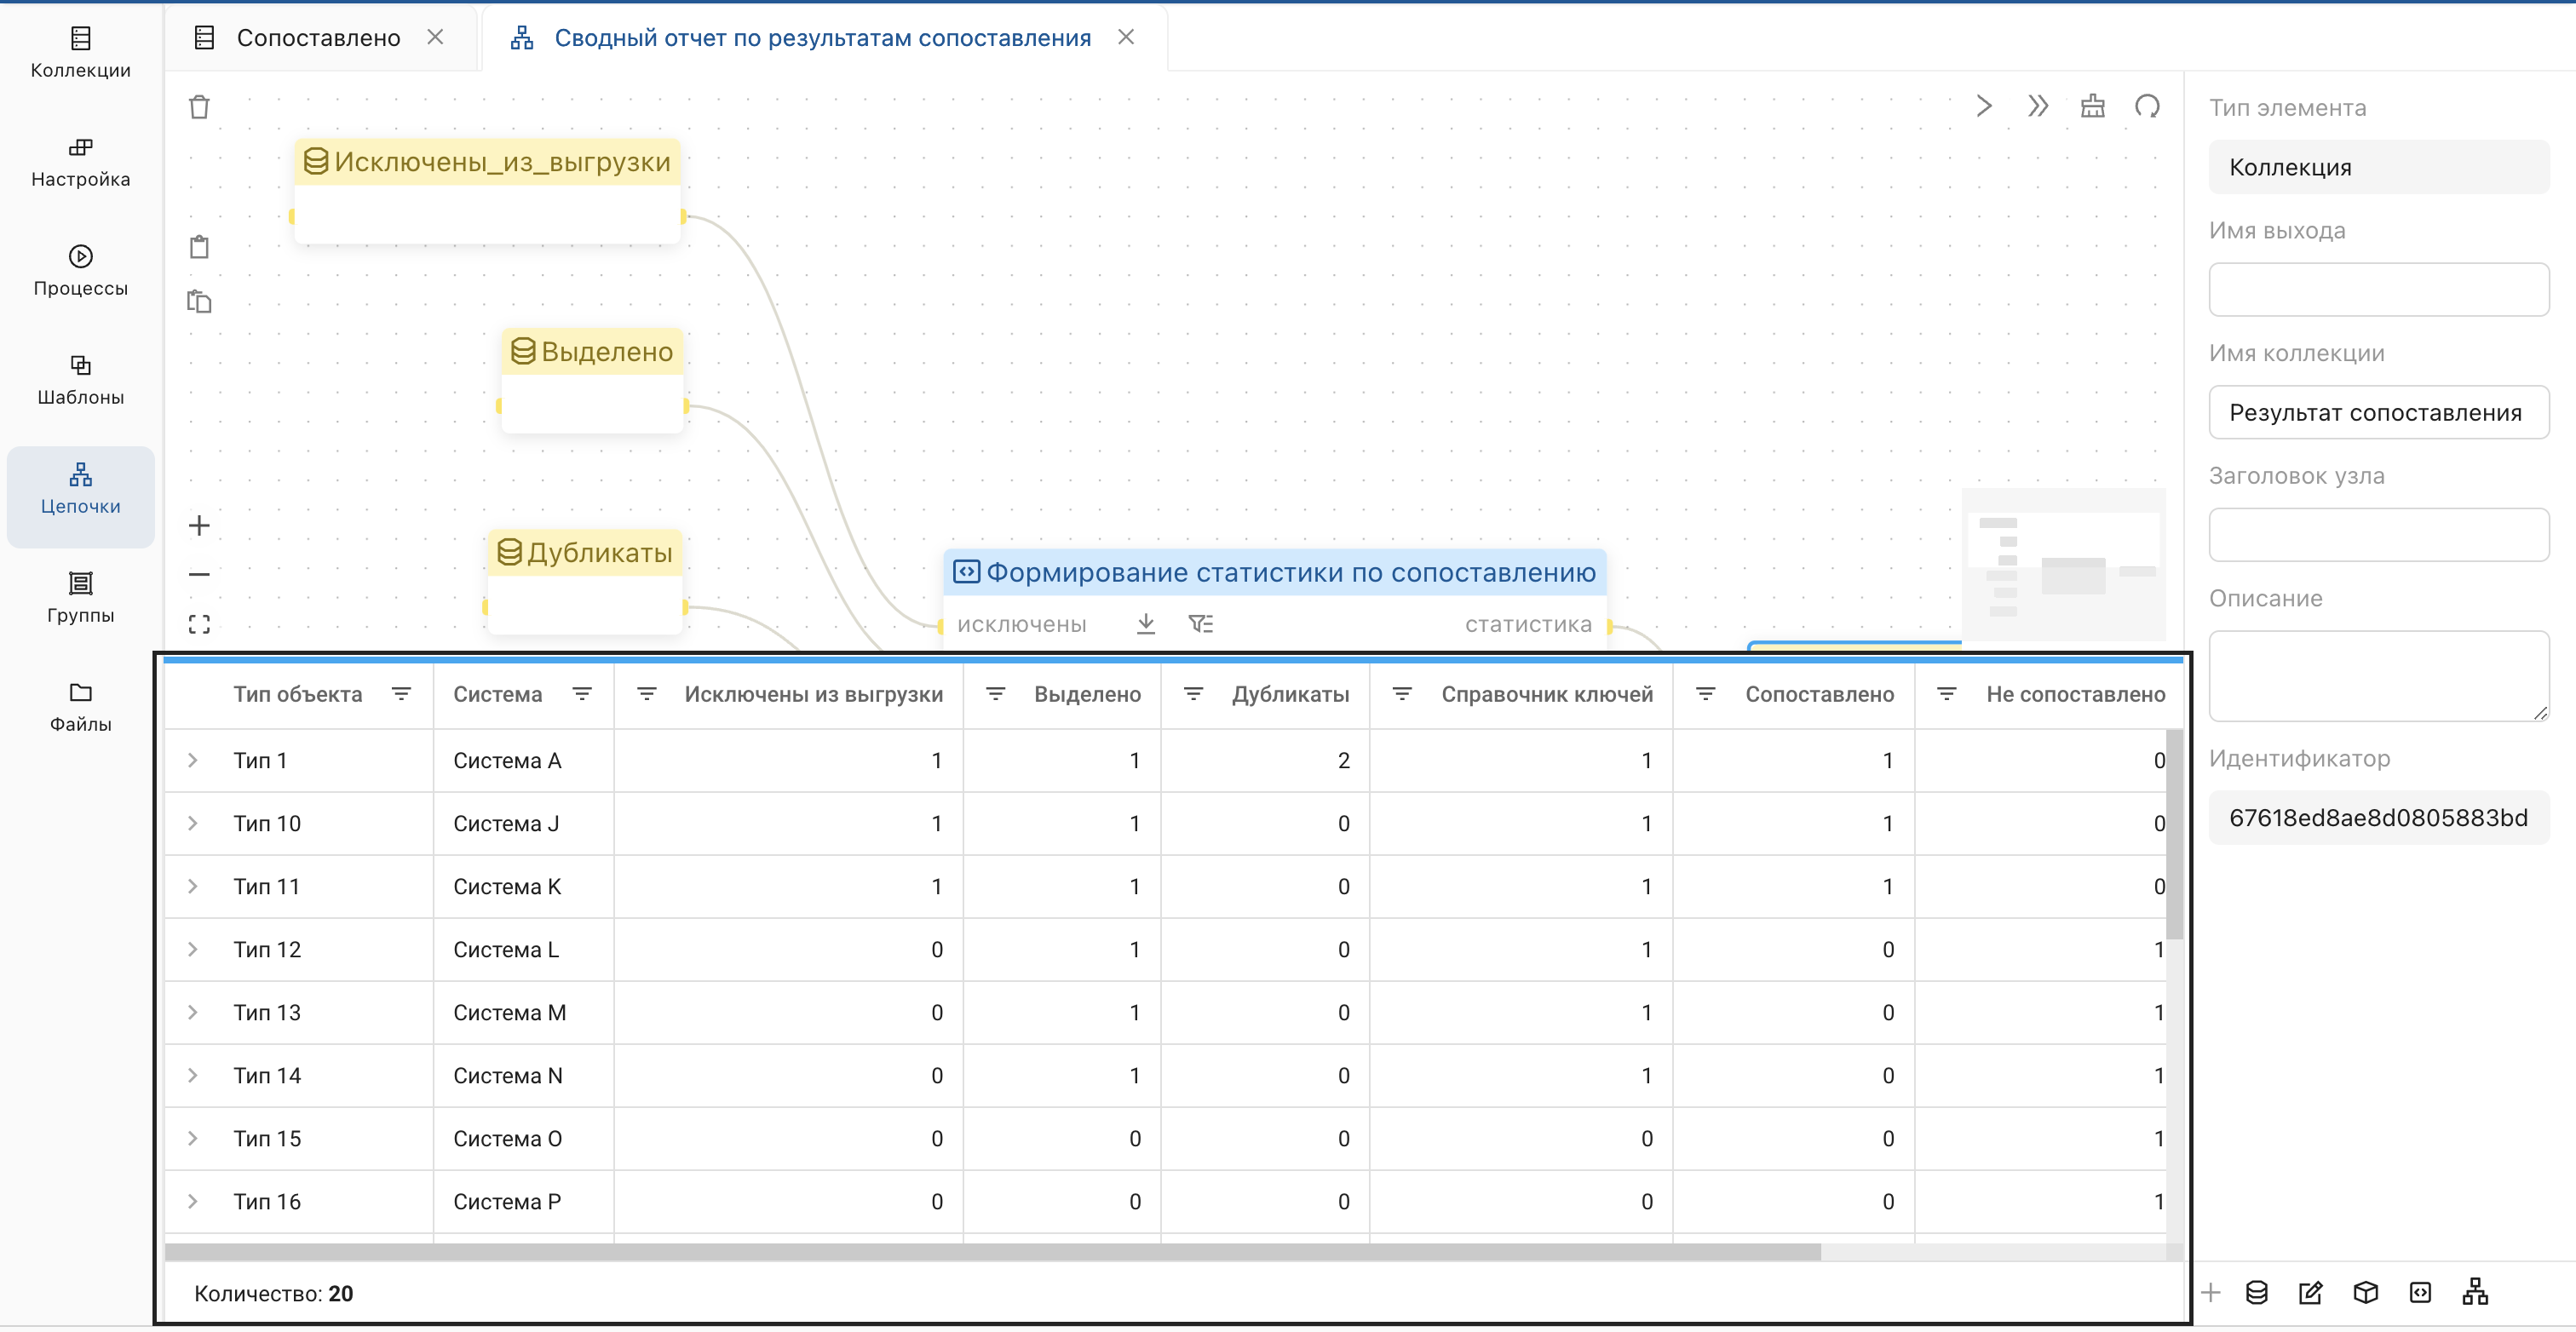 Сопоставлено
Сводный отчет по результатам сопоставления
Коллекции
Настройка
Процессы
Шаблоны
Цепочки
Группы
Файлы
Исключены_из_выгрузки
Выделено
Дубликаты
Формирование статистики по сопоставлению
исключены статистика
Тип элемента
Коллекция
Имя выхода
Имя коллекции
Результат сопоставления
Заголовок узла
Описание
Идентификатор
67618ed8ae8d0805883bd
Тип объекта Система Исключены из выгрузки Выделено Дубликаты Справочник ключей Сопоставлено Не сопоставлено
Тип 1 Система A 1 1 2 1 1 0
Тип 10 Система J 1 1 0 1 1 0
Тип 11 Система K 1 1 0 1 1 0
Тип 12 Система L 0 1 0 1 0 1
Тип 13 Система M 0 1 0 1 0 1
Тип 14 Система N 0 1 0 1 0 1
Тип 15 Система O 0 0 0 0 0 1
Тип 16 Система P 0 0 0 0 0 1
Количество: 20